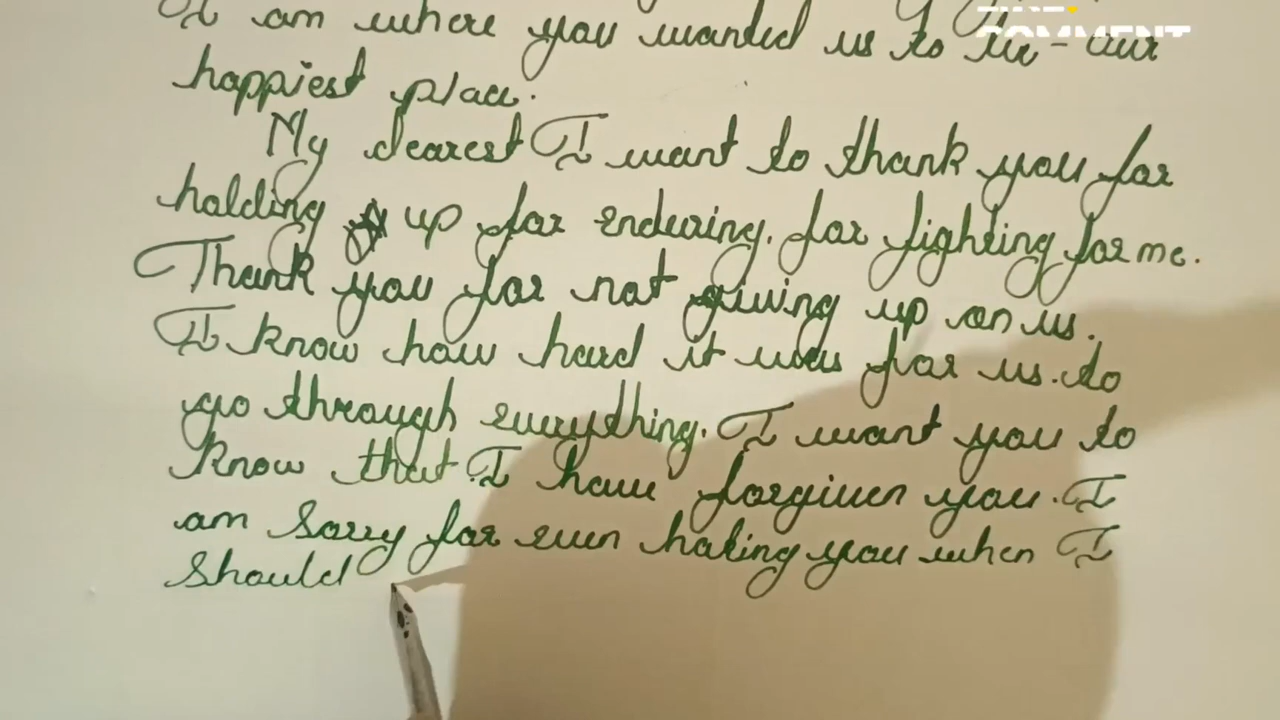 I am where you wanted us to be - our
happiest place.
My dearest I want to thank you for
holding up for enduring, for fighting for me.
Thank you for not giving up on us.
I know how hard it was for us to
go through everything. I want you to
know that I have forgiven you. I
am sorry for even hating you when I
should
COMMENT